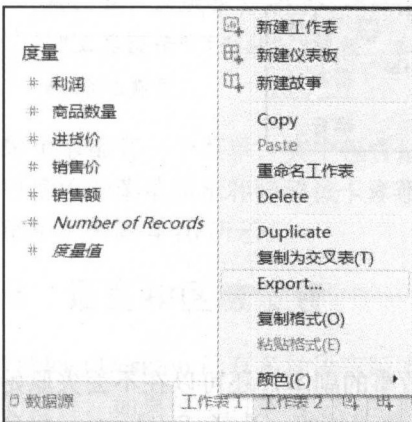 度量
# 利润
# 商品数量
# 进货价
# 销售价
# 销售额
# Number of Records
# 度量值
新建工作表
新建仪表板
新建故事
Copy
Paste
重命名工作表
Delete
Duplicate
复制为交叉表(T)
Export...
复制格式(O)
粘贴格式(E)
颜色(C)
数据源
工作表 1
工作表 2